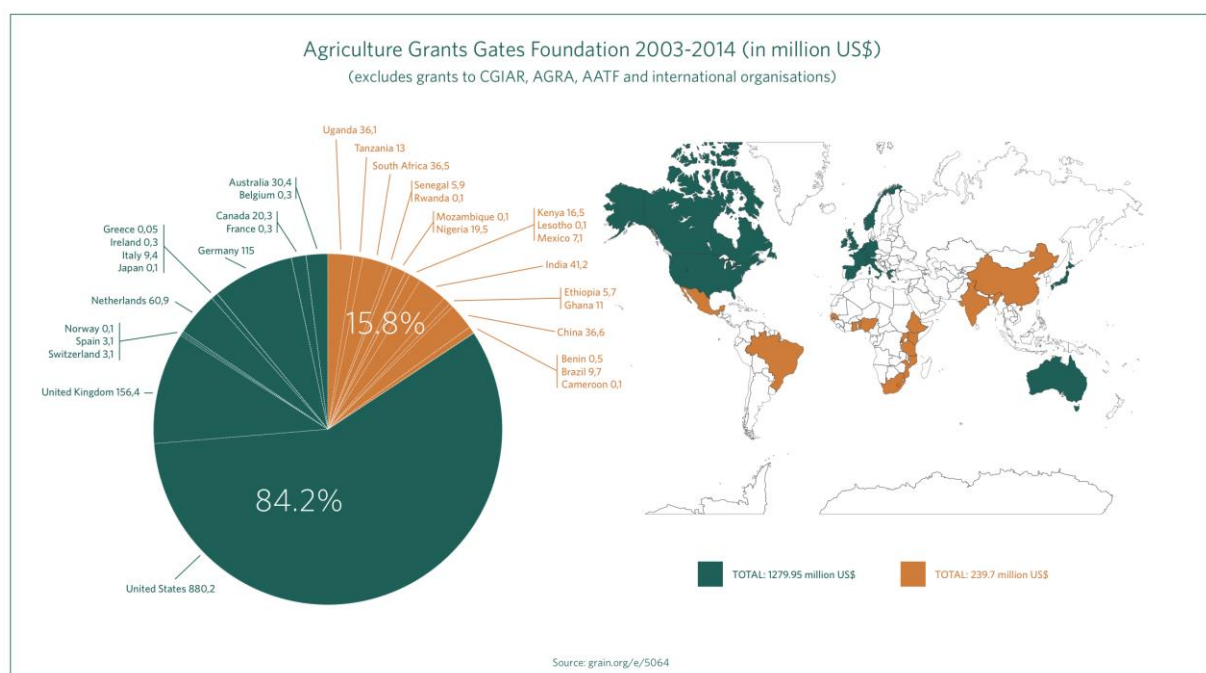 Agriculture Grants Gates Foundation 2003-2014 (in million US$)
(excludes grants to CGIAR, AGRA, AATF and international organisations)
Uganda 36,1
Tanzania 13
South Africa 36,5
Senegal 5,9
Rwanda 0,1
Mozambique 0,1
Nigeria 19,5
Kenya 16,5
Lesotho 0,1
Mexico 7,1
India 41,2
Ethiopia 5,7
Ghana 11
China 36,6
Benin 0,5
Brazil 9,7
Cameroon 0,1
Australia 30,4
Belgium 0,3
Canada 20,3
France 0,3
Germany 115
Greece 0,05
Ireland 0,3
Italy 9,4
Japan 0,1
Netherlands 60,9
Norway 0,1
Spain 3,1
Switzerland 3,1
United Kingdom 156,4
United States 880,2
15.8%
84.2%
TOTAL: 1279.95 million US$
TOTAL: 239.7 million US$
Source: grain.org/e/5064